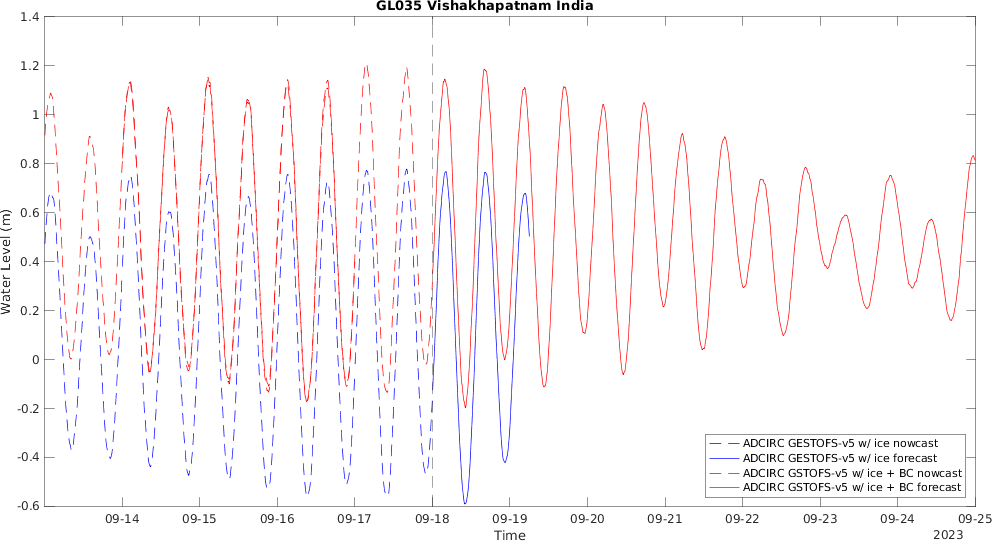 GL035 Vishakhapatnam India
1.4
1.2
1
0.8
0.6
0.4
0.2
0
-0.2
-0.4
-0.6
Water Level (m)
ADCIRC GESTOFS-v5 w/ ice nowcast
ADCIRC GESTOFS-v5 w/ ice forecast
ADCIRC GSTOFS-v5 w/ ice + BC nowcast
ADCIRC GSTOFS-v5 w/ ice + BC forecast
09-14 09-15 09-16 09-17 09-18 09-19 09-20 09-21 09-22 09-23 09-24 09-25
Time
2023